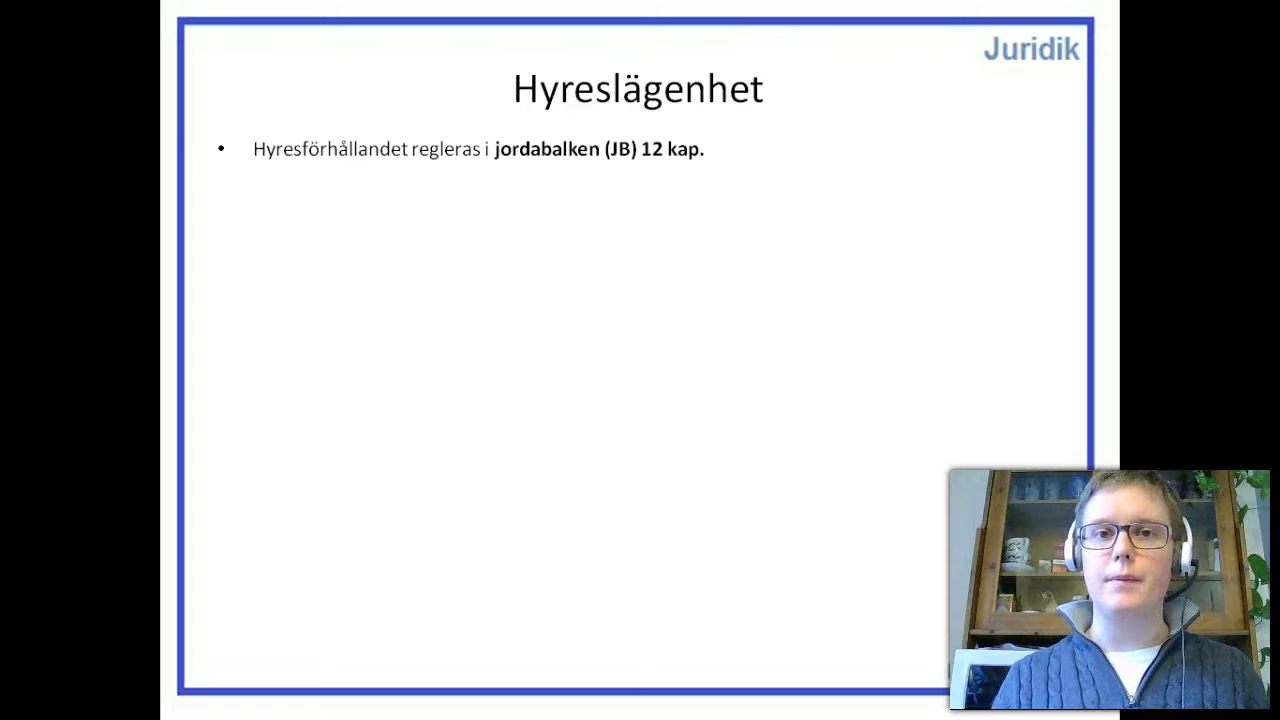 Juridik
Hyreslägenhet
• Hyresförhållandet regleras i jordabalken (JB) 12 kap.